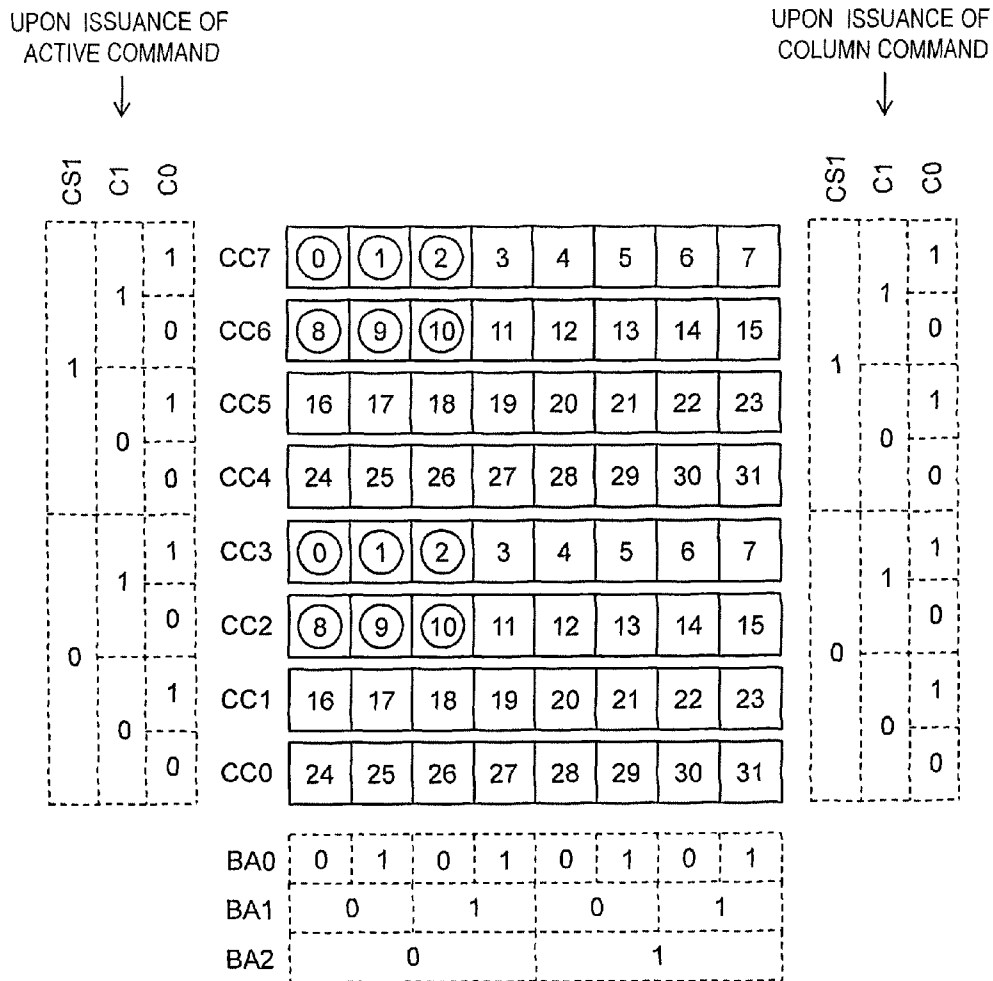 UPON ISSUANCE OF
ACTIVE COMMAND
UPON ISSUANCE OF
COLUMN COMMAND
CS1 C1 C0
CS1 C1 C0
1 CC7 0 1 2 3 4 5 6 7 1
1 1
0 CC6 8 9 10 11 12 13 14 15 0
1 1
1 CC5 16 17 18 19 20 21 22 23 1
0 0
0 CC4 24 25 26 27 28 29 30 31 0
1 CC3 0 1 2 3 4 5 6 7 1
1 1
0 CC2 8 9 10 11 12 13 14 15 0
0 0
1 CC1 16 17 18 19 20 21 22 23 1
0 0
0 CC0 24 25 26 27 28 29 30 31 0
BA0 0 1 0 1 0 1 0 1
BA1 0 1 0 1
BA2 0 1